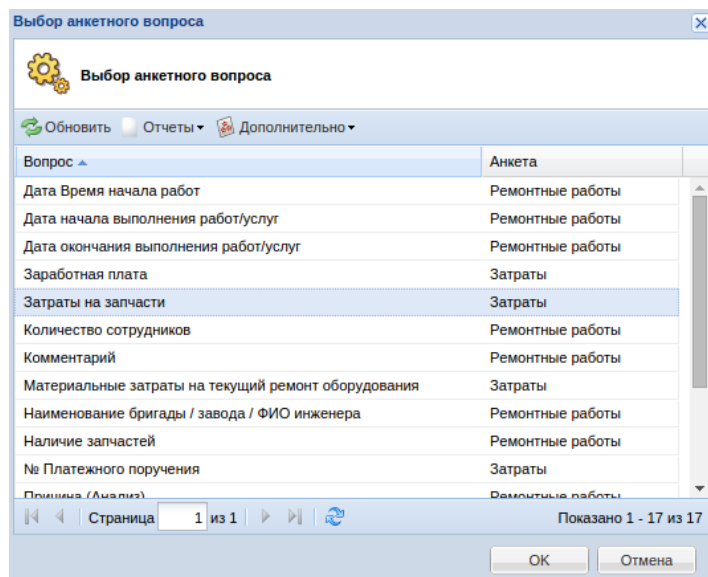 Выбор анкетного вопроса
Выбор анкетного вопроса
Обновить Отчеты Дополнительно
Вопрос Анкета
Дата Время начала работ Ремонтные работы
Дата начала выполнения работ/услуг Ремонтные работы
Дата окончания выполнения работ/услуг Ремонтные работы
Заработная плата Затраты
Затраты на запчасти Затраты
Количество сотрудников Ремонтные работы
Комментарий Ремонтные работы
Материальные затраты на текущий ремонт оборудования Затраты
Наименование бригады / завода / ФИО инженера Ремонтные работы
Наличие запчастей Ремонтные работы
№ Платежного поручения Затраты
Причина (Анализ) Ремонтные работы
Страница 1 из 1 Показано 1 - 17 из 17
OK Отмена